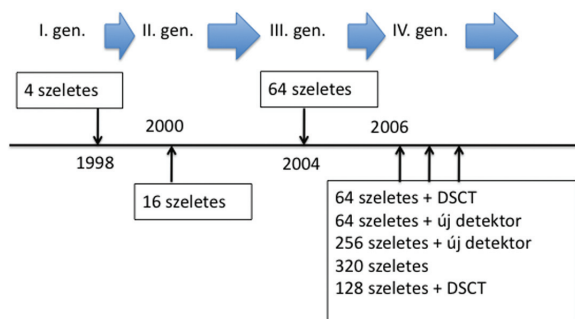 I. gen.
II. gen.
III. gen.
IV. gen.
4 szeletes
64 szeletes
2000
2006
1998
2004
16 szeletes
64 szeletes + DSCT
64 szeletes + új detektor
256 szeletes + új detektor
320 szeletes
128 szeletes + DSCT